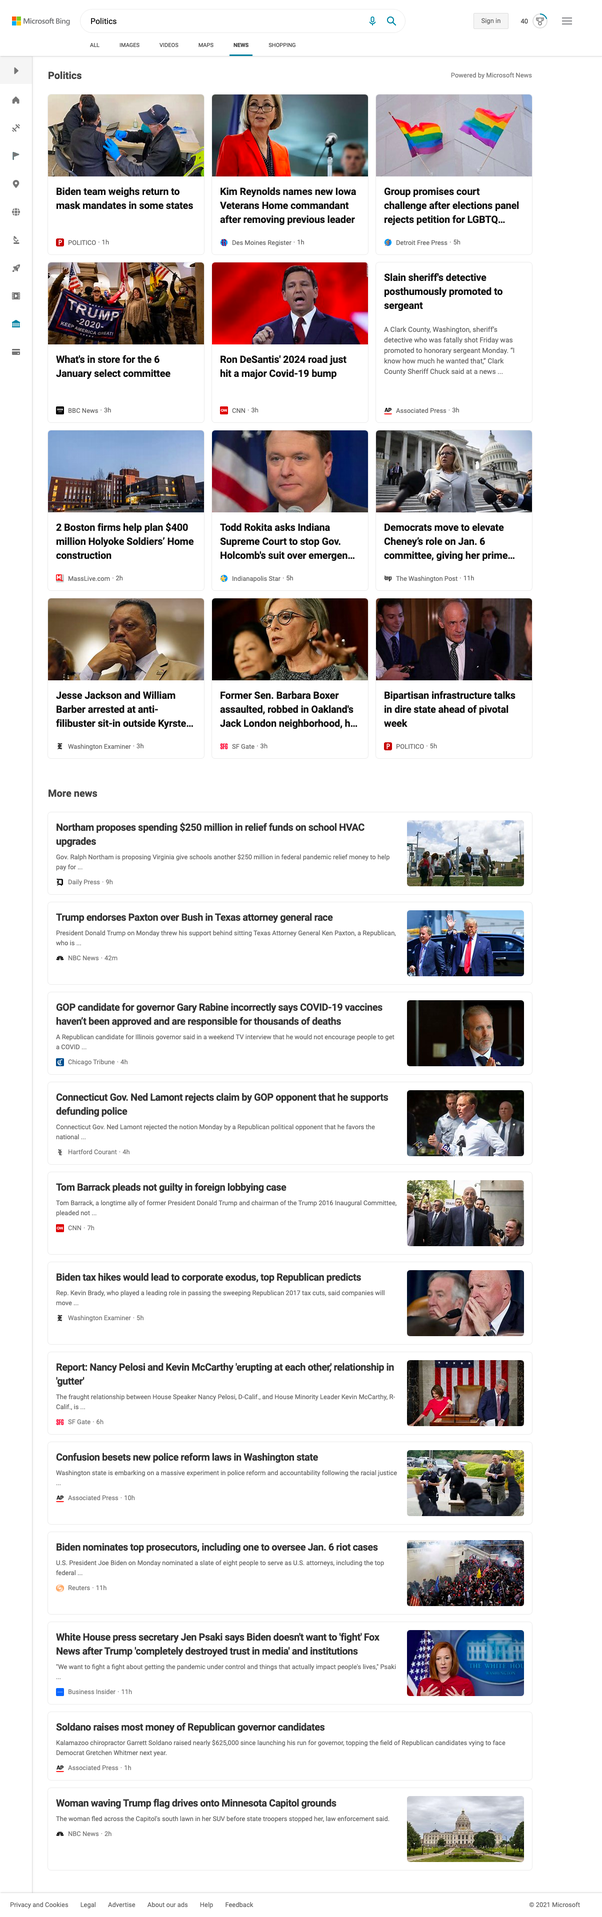 Microsoft Bing
Politics
Sign in
40
ALL IMAGES VIDEOS MAPS NEWS SHOPPING
Politics
Powered by Microsoft News
Biden team weighs return to
mask mandates in some states
POLITICO · 1h
Kim Reynolds names new Iowa
Veterans Home commandant
after removing previous leader
Des Moines Register · 1h
Group promises court
challenge after elections panel
rejects petition for LGBTQ...
Detroit Free Press · 5h
TRUMP
2020
KEEP AMERICA GREAT!
What's in store for the 6
January select committee
BBC News · 3h
Ron DeSantis' 2024 road just
hit a major Covid-19 bump
CNN · 3h
Slain sheriff's detective
posthumously promoted to
sergeant
A Clark County, Washington, sheriff's
detective who was fatally shot Friday was
promoted to honorary sergeant Monday. "I
know how much he wanted that," Clark
County Sheriff Chuck said at a news ...
AP Associated Press · 3h
2 Boston firms help plan $400
million Holyoke Soldiers' Home
construction
MassLive.com · 2h
Todd Rokita asks Indiana
Supreme Court to stop Gov.
Holcomb's suit over emergen...
Indianapolis Star · 5h
Democrats move to elevate
Cheney's role on Jan. 6
committee, giving her prime...
wp The Washington Post · 11h
Jesse Jackson and William
Barber arrested at anti-
filibuster sit-in outside Kyrste...
Washington Examiner · 3h
Former Sen. Barbara Boxer
assaulted, robbed in Oakland's
Jack London neighborhood, h...
SF Gate · 3h
Bipartisan infrastructure talks
in dire state ahead of pivotal
week
POLITICO · 5h
More news
Northam proposes spending $250 million in relief funds on school HVAC
upgrades
Gov. Ralph Northam is proposing Virginia give schools another $250 million in federal pandemic relief money to help
pay for ...
Daily Press · 9h
Trump endorses Paxton over Bush in Texas attorney general race
President Donald Trump on Monday threw his support behind sitting Texas Attorney General Ken Paxton, a Republican,
who is ...
NBC News · 42m
GOP candidate for governor Gary Rabine incorrectly says COVID-19 vaccines
haven't been approved and are responsible for thousands of deaths
A Republican candidate for Illinois governor said in a weekend TV interview that he would not encourage people to get
a COVID ...
Chicago Tribune · 4h
Connecticut Gov. Ned Lamont rejects claim by GOP opponent that he supports
defunding police
Connecticut Gov. Ned Lamont rejected the notion Monday by a Republican political opponent that he favors the
national ...
Hartford Courant · 4h
Tom Barrack pleads not guilty in foreign lobbying case
Tom Barrack, a longtime ally of former President Donald Trump and chairman of the Trump 2016 Inaugural Committee,
pleaded not ...
CNN · 7h
Biden tax hikes would lead to corporate exodus, top Republican predicts
Rep. Kevin Brady, who played a leading role in passing the sweeping Republican 2017 tax cuts, said companies will
move ...
Washington Examiner · 5h
Report: Nancy Pelosi and Kevin McCarthy 'erupting at each other,' relationship in
'gutter'
The fraught relationship between House Speaker Nancy Pelosi, D-Calif., and House Minority Leader Kevin McCarthy, R-
Calif., is ...
SF Gate · 6h
Confusion besets new police reform laws in Washington state
Washington state is embarking on a massive experiment in police reform and accountability following the racial justice
...
AP Associated Press · 10h
Biden nominates top prosecutors, including one to oversee Jan. 6 riot cases
U.S. President Joe Biden on Monday nominated a slate of eight people to serve as U.S. attorneys, including the top
federal ...
Reuters · 11h
White House press secretary Jen Psaki says Biden doesn't want to 'fight' Fox
News after Trump 'completely destroyed trust in media' and institutions
"We want to fight a fight about getting the pandemic under control and things that actually impact people's lives," Psaki
...
Business Insider · 11h
THE WHITE HOUSE
Soldano raises most money of Republican governor candidates
Kalamazoo chiropractor Garrett Soldano raised nearly $625,000 since launching his run for governor, topping the field of Republican candidates vying to face
Democrat Gretchen Whitmer next year.
AP Associated Press · 1h
Woman waving Trump flag drives onto Minnesota Capitol grounds
The woman fled across the Capitol's south lawn in her SUV before state troopers stopped her, law enforcement said.
NBC News · 2h
Privacy and Cookies Legal Advertise About our ads Help Feedback
© 2021 Microsoft